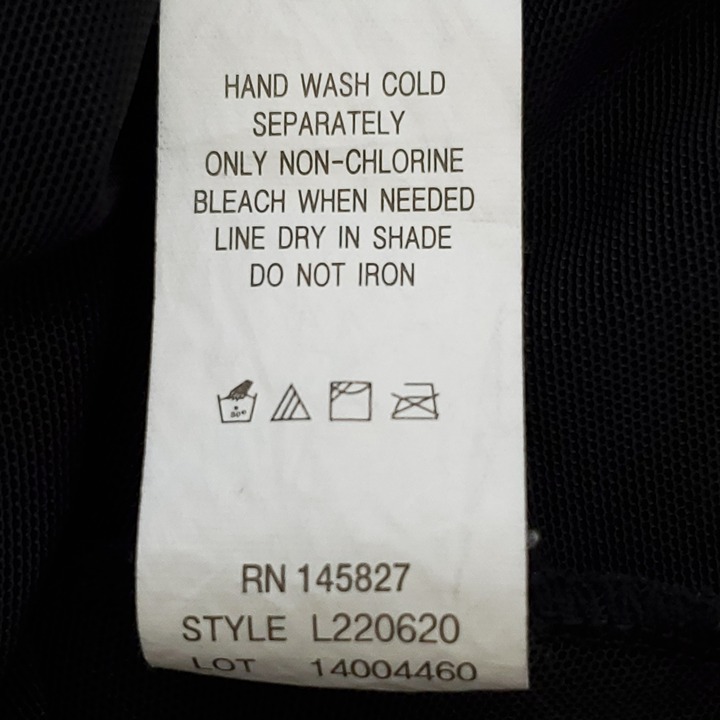 HAND WASH COLD
SEPARATELY
ONLY NON-CHLORINE
BLEACH WHEN NEEDED
LINE DRY IN SHADE
DO NOT IRON
RN 145827
STYLE L220620
LOT 14004460